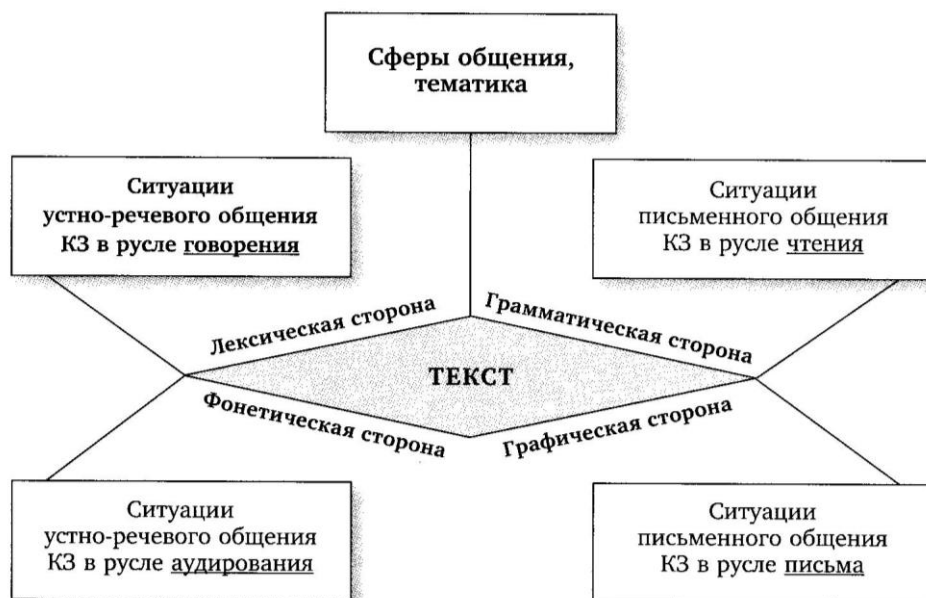 Сферы общения,
тематика
Ситуации
устно-речевого общения
КЗ в русле говорения
Ситуации
письменного общения
КЗ в русле чтения
Лексическая сторона
Грамматическая сторона
ТЕКСТ
Фонетическая сторона
Графическая сторона
Ситуации
устно-речевого общения
КЗ в русле аудирования
Ситуации
письменного общения
КЗ в русле письма